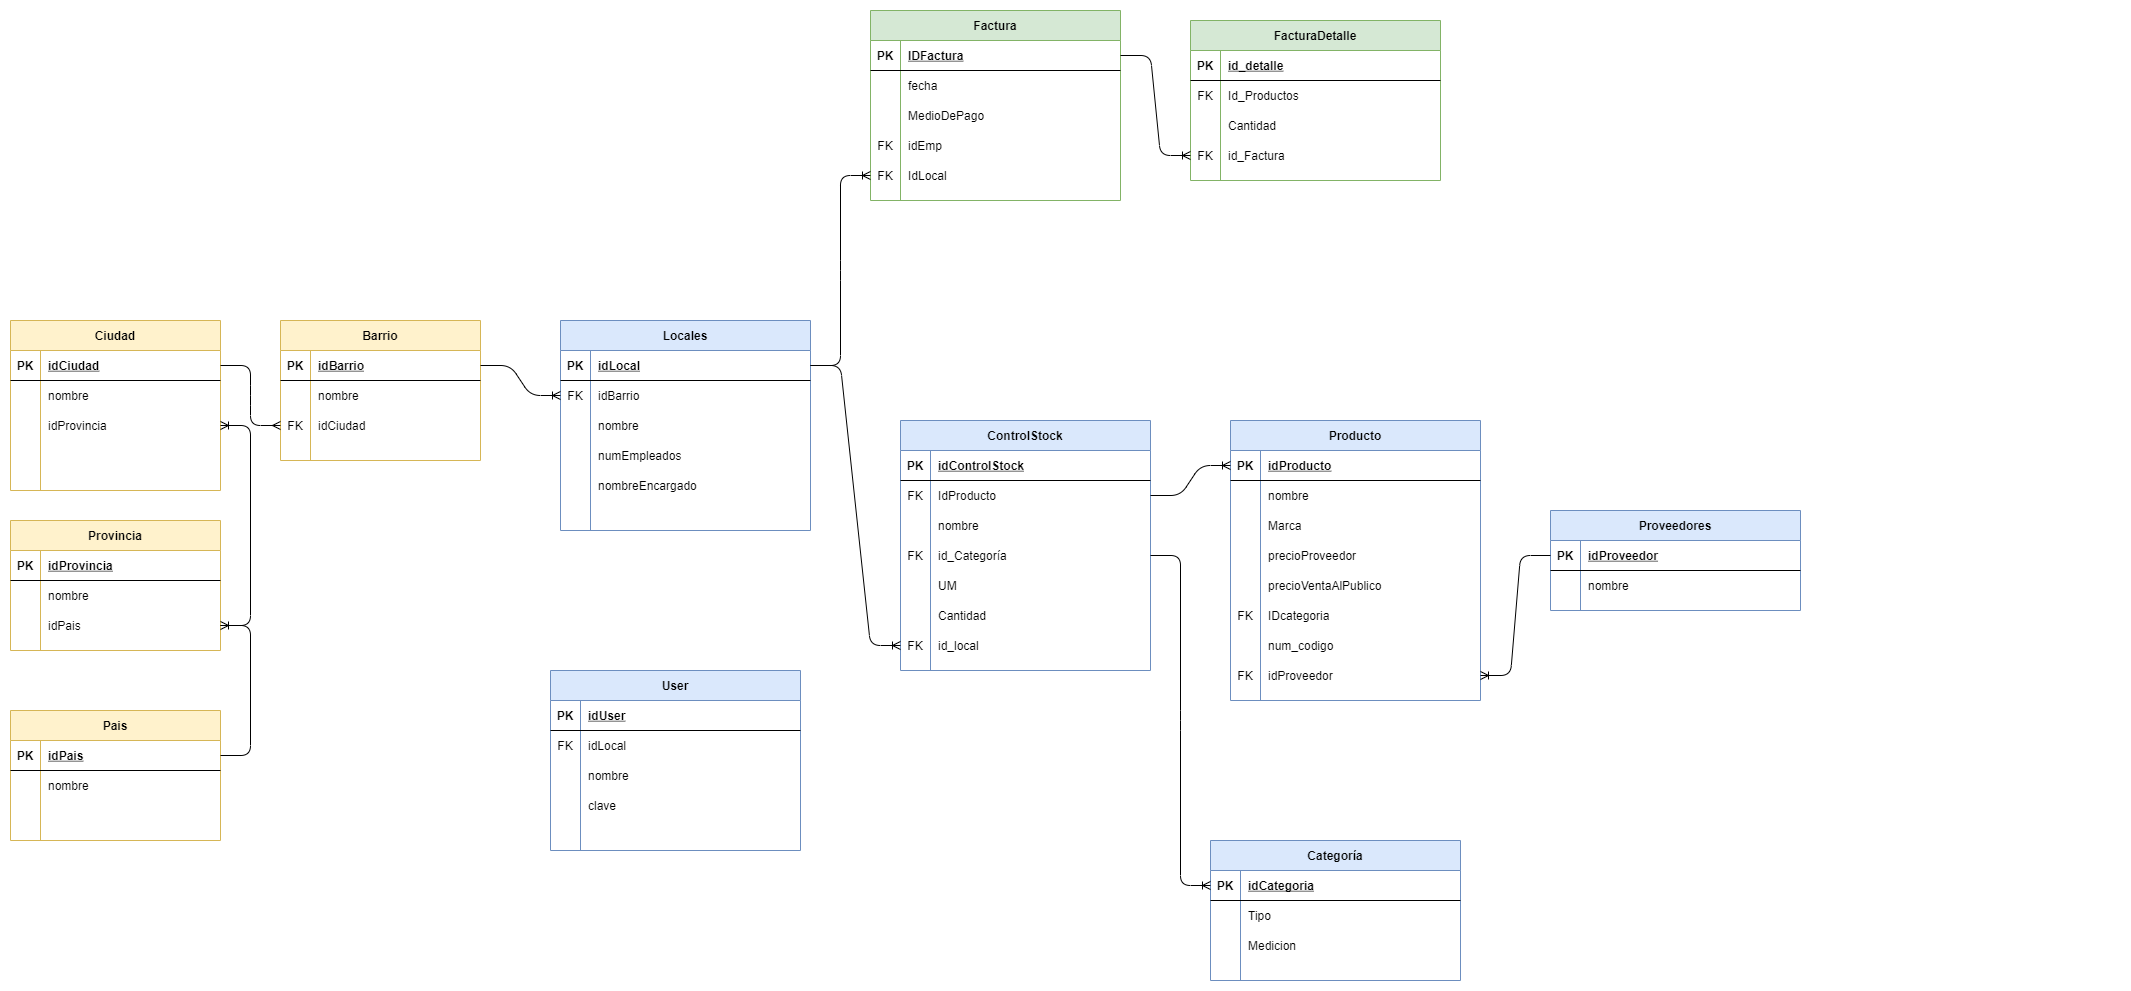 Factura
PK IDFactura
fecha
MedioDePago
FK idEmp
FK IdLocal
FacturaDetalle
PK id_detalle
FK Id_Productos
Cantidad
FK id_Factura
Ciudad
PK idCiudad
nombre
idProvincia
Barrio
PK idBarrio
nombre
FK idCiudad
Locales
PK idLocal
FK idBarrio
nombre
numEmpleados
nombreEncargado
ControlStock
PK idControlStock
FK IdProducto
nombre
FK id_Categoría
UM
Cantidad
FK id_local
Producto
PK idProducto
nombre
Marca
precioProveedor
precioVentaAlPublico
FK IDcategoria
num_codigo
FK idProveedor
Proveedores
PK idProveedor
nombre
Provincia
PK idProvincia
nombre
idPais
User
PK idUser
FK idLocal
nombre
clave
Pais
PK idPais
nombre
Categoría
PK idCategoria
Tipo
Medicion